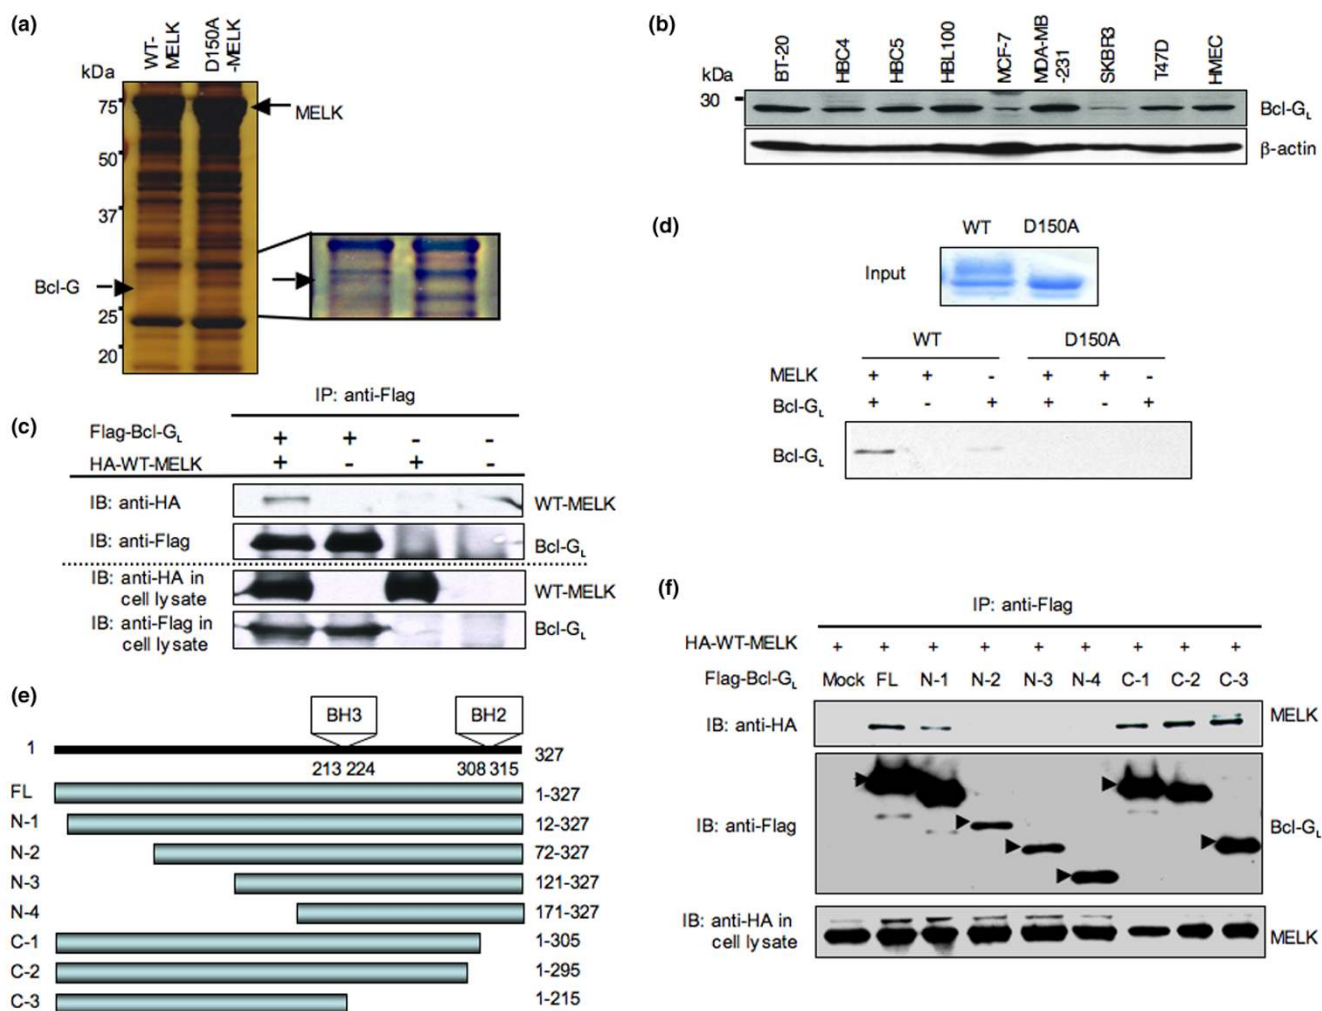 (a)
WT-
MELK
D150A
-MELK
kDa
75
MELK
50
37
Bcl-G
25
20
(b)
BT-20
HBC4
HBC5
HBL100
MCF-7
MDA-MB
-231
SKBR3
T47D
HMEC
kDa
30
Bcl-GL
β-actin
(c)
IP: anti-Flag
Flag-Bcl-GL + + - -
HA-WT-MELK + - + -
IB: anti-HA WT-MELK
IB: anti-Flag Bcl-GL
IB: anti-HA in
cell lysate
WT-MELK
IB: anti-Flag in
cell lysate
Bcl-GL
(d)
WT D150A
Input
WT D150A
MELK + + - + + -
Bcl-GL + - + + - +
Bcl-GL
(e)
BH3 BH2
1 327
213 224 308 315
FL 1-327
N-1 12-327
N-2 72-327
N-3 121-327
N-4 171-327
C-1 1-305
C-2 1-295
C-3 1-215
(f)
IP: anti-Flag
HA-WT-MELK + + + + + + + + +
Flag-Bcl-GL Mock FL N-1 N-2 N-3 N-4 C-1 C-2 C-3
IB: anti-HA MELK
IB: anti-Flag Bcl-GL
IB: anti-HA in
cell lysate
MELK